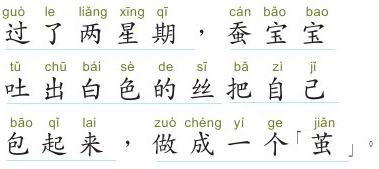 guò le liǎng xīng qī cán bǎo bao
过了两星期，蚕宝宝
tǔ chū bái sè de sī bǎ zì jǐ
吐出白色的丝把自己
bāo qǐ lai zuò chéng yí ge jiǎn
包起来，做成一个「茧」。